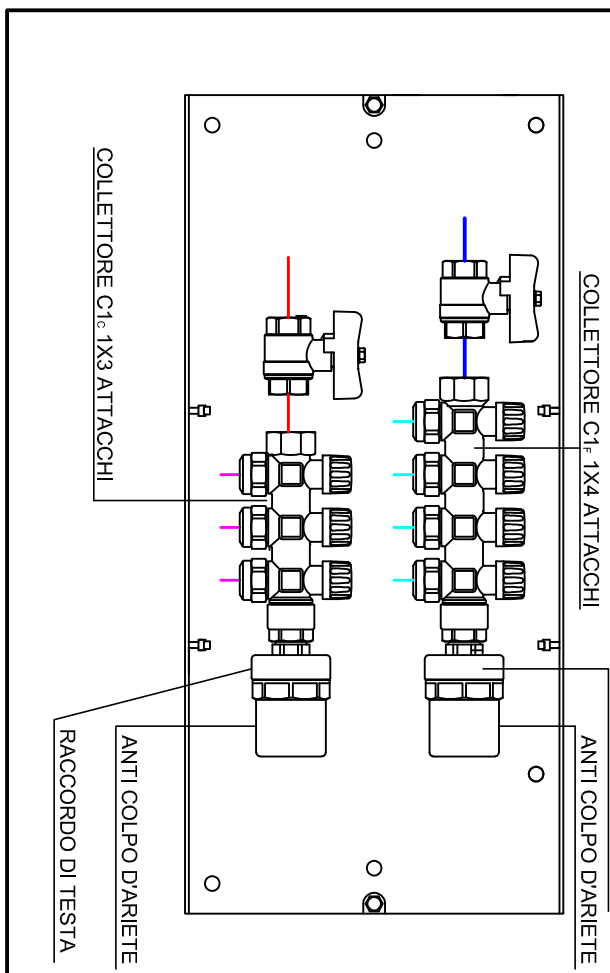 COLLETTORE C1F 1X4 ATTACCHI
ANTI COLPO D'ARIETE
COLLETTORE C1C 1X3 ATTACCHI
ANTI COLPO D'ARIETE
RACCORDO DI TESTA